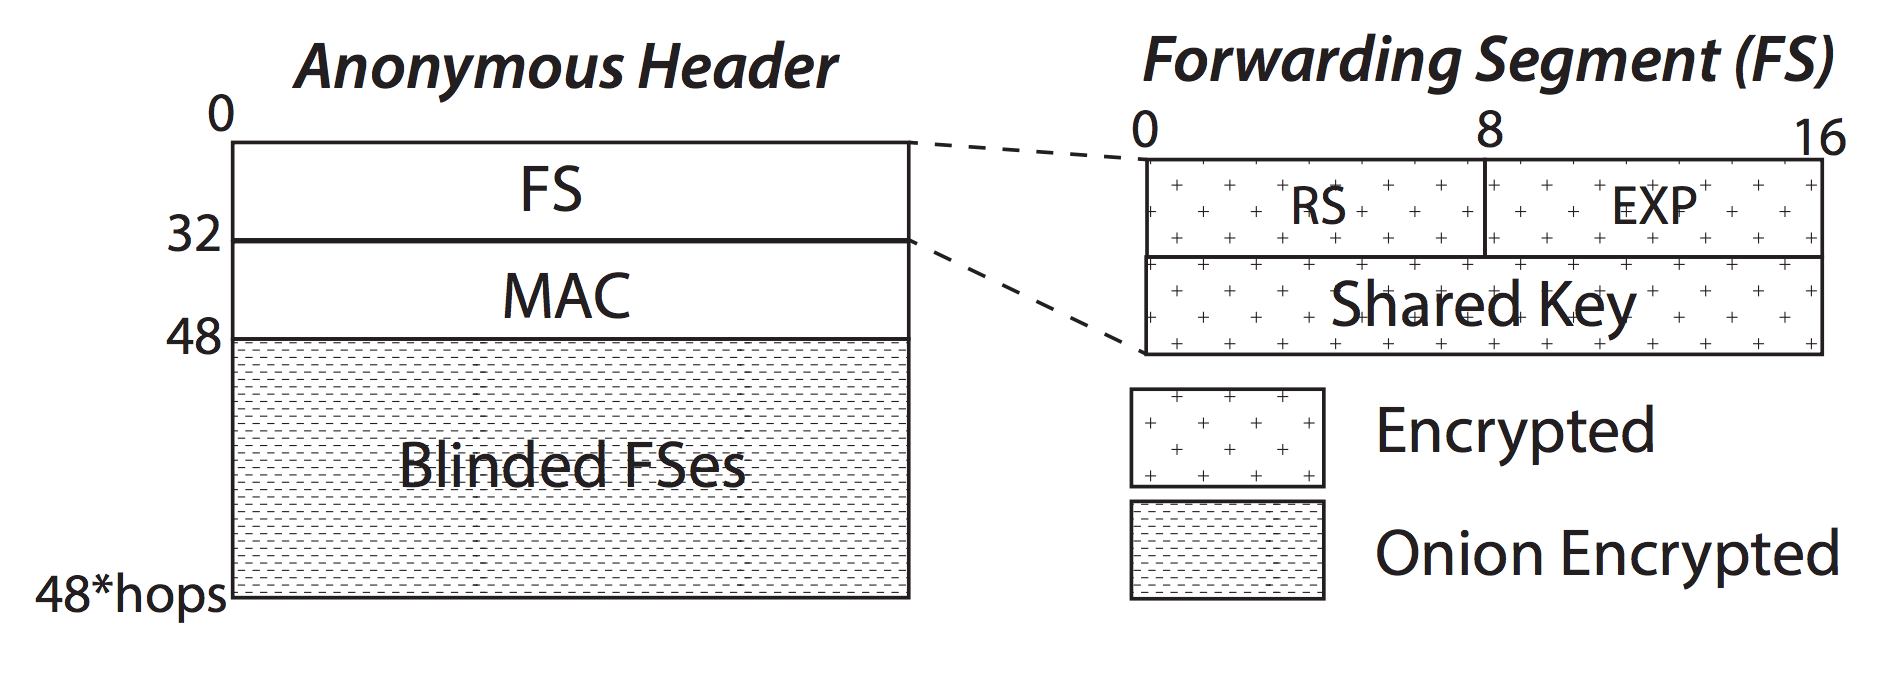 Anonymous Header
0
FS
32
MAC
48
Blinded FSes
48*hops
Forwarding Segment (FS)
0 8 16
RS EXP
Shared Key
Encrypted
Onion Encrypted